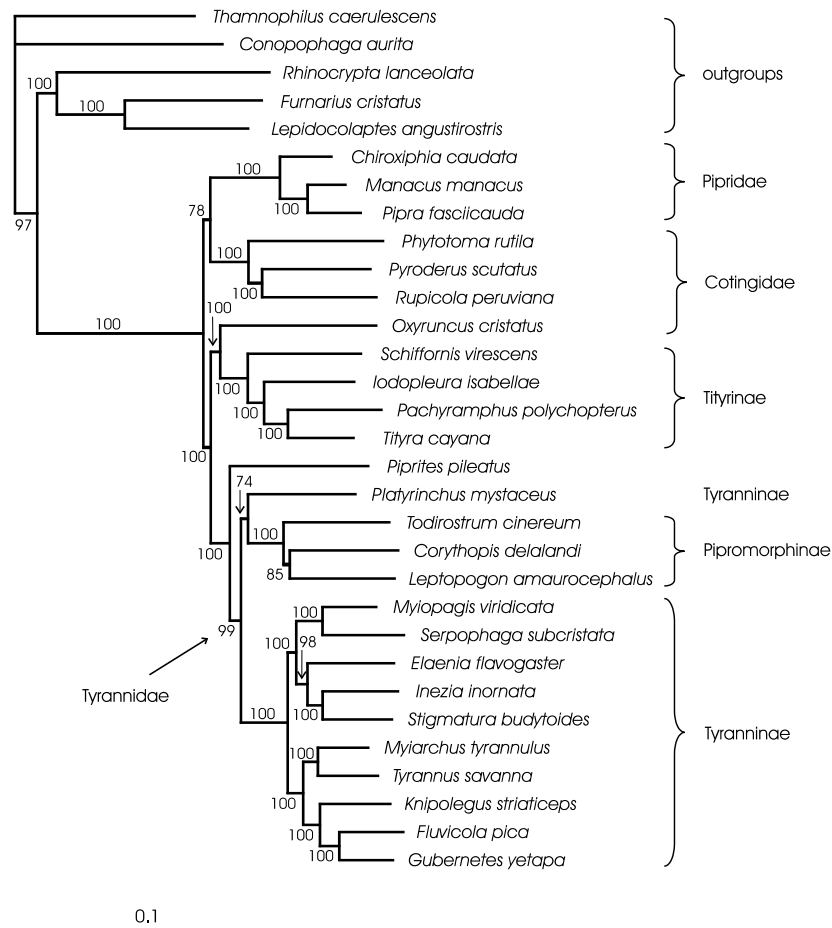 Thamnophilus caerulescens
Conopophaga aurita
Rhinocrypta lanceolata
100
outgroups
Furnarius cristatus
100
Lepidocolaptes angustirostris
Chiroxiphia caudata
100
Manacus manacus
Pipridae
100
Pipra fasciicauda
78
97
Phytotoma rutila
100
Pyroderus scutatus
Cotingidae
100
Rupicola peruviana
100
100
Oxyruncus cristatus
Schiffornis virescens
100
Iodopleura isabellae
Tityrinae
100
Pachyramphus polychopterus
100
Tityra cayana
100
Piprites pileatus
74
Platyrinchus mystaceus
Tyranninae
Todirostrum cinereum
100
100
Corythopis delalandi
Pipromorphinae
85
Leptopogon amaurocephalus
Myiopagis viridicata
100
99
Serpophaga subcristata
100
98
Elaenia flavogaster
Tyrannidae
Inezia inornata
100
100
Stigmatura budytoides
Tyranninae
Myiarchus tyrannulus
100
Tyrannus savanna
100
Knipolegus striaticeps
100
Fluvicola pica
100
Gubernetes yetapa
0.1